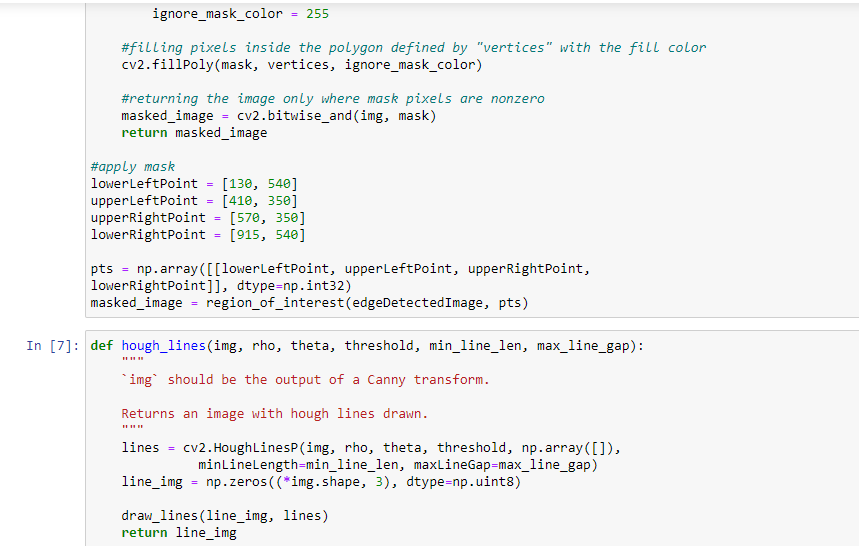 ignore_mask_color = 255
#filling pixels inside the polygon defined by "vertices" with the fill color
cv2.fillPoly(mask, vertices, ignore_mask_color)
#returning the image only where mask pixels are nonzero
masked_image = cv2.bitwise_and(img, mask)
return masked_image
#apply mask
lowerLeftPoint = [130, 540]
upperLeftPoint = [410, 350]
upperRightPoint = [570, 350]
lowerRightPoint = [915, 540]
pts = np.array([[lowerLeftPoint, upperLeftPoint, upperRightPoint,
lowerRightPoint]], dtype=np.int32)
masked_image = region_of_interest(edgeDetectedImage, pts)
In [7]: def hough_lines(img, rho, theta, threshold, min_line_len, max_line_gap):
"""
`img` should be the output of a Canny transform.
Returns an image with hough lines drawn.
"""
lines = cv2.HoughLinesP(img, rho, theta, threshold, np.array([]),
minLineLength=min_line_len, maxLineGap=max_line_gap)
line_img = np.zeros((*img.shape, 3), dtype=np.uint8)
draw_lines(line_img, lines)
return line_img